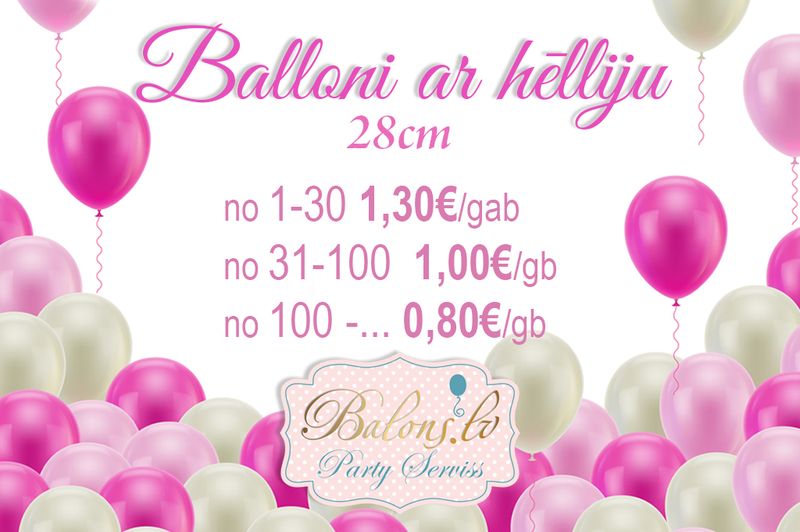 Balloni ar hēlliju
28cm
no 1-30 1,30€/gab
no 31-100 1,00€/gb
no 100 -... 0,80€/gb
Balons.lv
Party Serviss